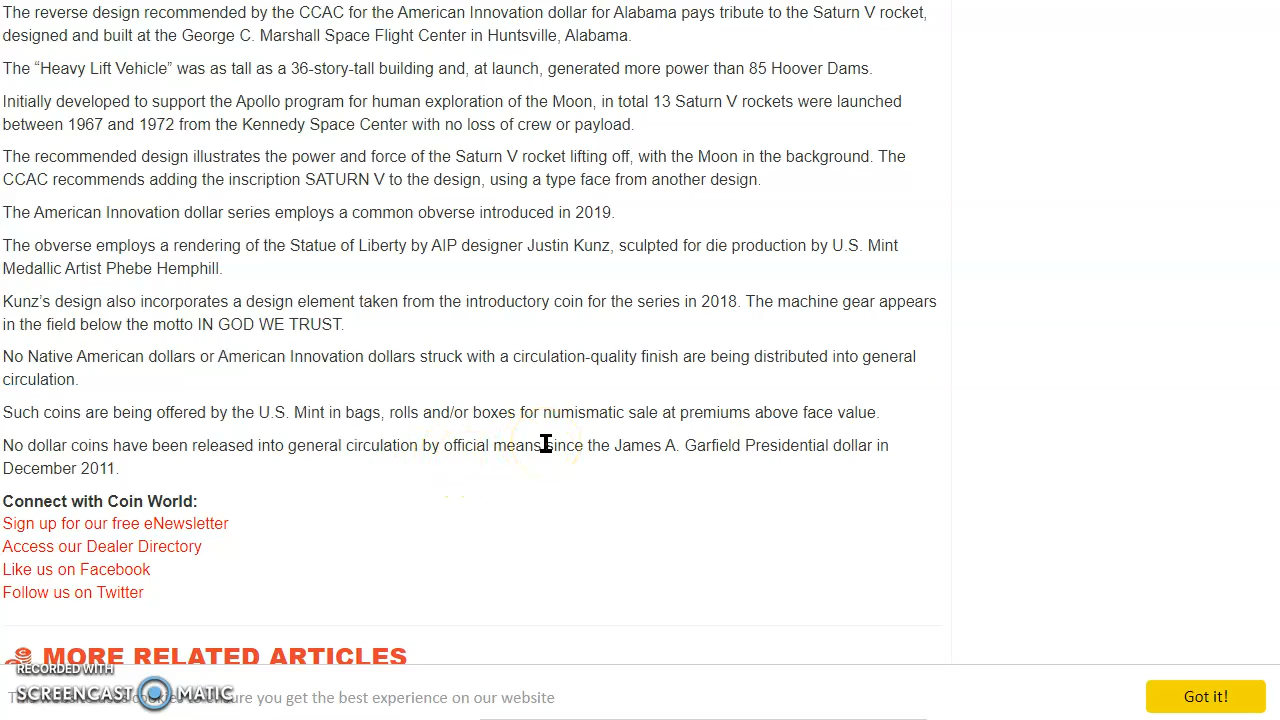 The reverse design recommended by the CCAC for the American Innovation dollar for Alabama pays tribute to the Saturn V rocket,
designed and built at the George C. Marshall Space Flight Center in Huntsville, Alabama.
The “Heavy Lift Vehicle” was as tall as a 36-story-tall building and, at launch, generated more power than 85 Hoover Dams.
Initially developed to support the Apollo program for human exploration of the Moon, in total 13 Saturn V rockets were launched
between 1967 and 1972 from the Kennedy Space Center with no loss of crew or payload.
The recommended design illustrates the power and force of the Saturn V rocket lifting off, with the Moon in the background. The
CCAC recommends adding the inscription SATURN V to the design, using a type face from another design.
The American Innovation dollar series employs a common obverse introduced in 2019.
The obverse employs a rendering of the Statue of Liberty by AIP designer Justin Kunz, sculpted for die production by U.S. Mint
Medallic Artist Phebe Hemphill.
Kunz’s design also incorporates a design element taken from the introductory coin for the series in 2018. The machine gear appears
in the field below the motto IN GOD WE TRUST.
No Native American dollars or American Innovation dollars struck with a circulation-quality finish are being distributed into general
circulation.
Such coins are being offered by the U.S. Mint in bags, rolls and/or boxes for numismatic sale at premiums above face value.
No dollar coins have been released into general circulation by official means since the James A. Garfield Presidential dollar in
December 2011.
Connect with Coin World:
Sign up for our free eNewsletter
Access our Dealer Directory
Like us on Facebook
Follow us on Twitter
MORE RELATED ARTICLES
RECORDED WITH
SCREENCAST MATIC
you get the best experience on our website
Got it!